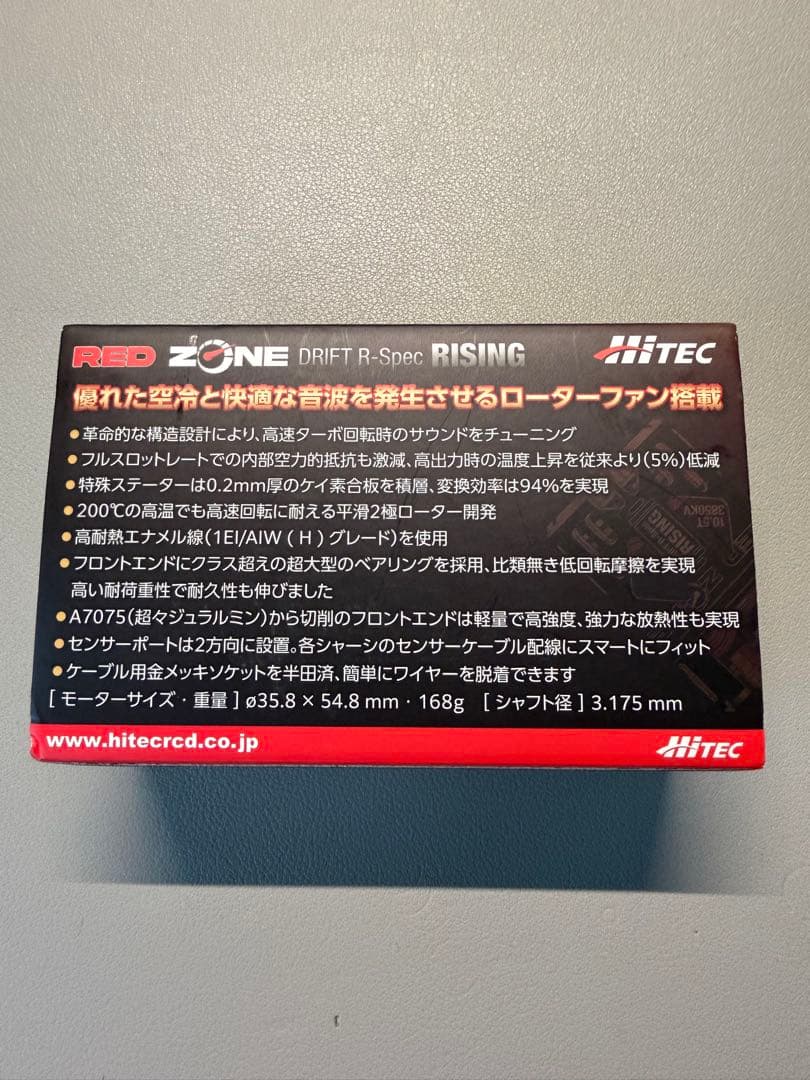 RED ZONE DRIFT R-Spec RISING HiTEC
優れた空冷と快適な音波を発生させるローターファン搭載
●革命的な構造設計により、高速ターボ回転時のサウンドをチューニング
●フルスロットレートでの内部空力的抵抗も激減、高出力時の温度上昇を従来より(5%)低減
●特殊ステーターは0.2mm厚のケイ素合板を積層、変換効率は94%を実現
●200℃の高温でも高速回転に耐える平滑2極ローター開発
●高耐熱エナメル線(1EI/AIW ( H ) グレード)を使用
●フロントエンドにクラス超えの超大型のベアリングを採用、比類無き低回転摩擦を実現
高い耐荷重性で耐久性も伸びました
●A7075(超々ジュラルミン)から切削のフロントエンドは軽量で高強度、強力な放熱性も実現
●センサーポートは2方向に設置。各シャーシのセンサーケーブル配線にスマートにフィット
●ケーブル用金メッキソケットを半田済、簡単にワイヤーを脱着できます
[ モーターサイズ・重量 ] ø35.8 × 54.8 mm・168g [ シャフト径 ] 3.175 mm
10.5T
3850KV
RISING
www.hitecrcd.co.jp HiTEC